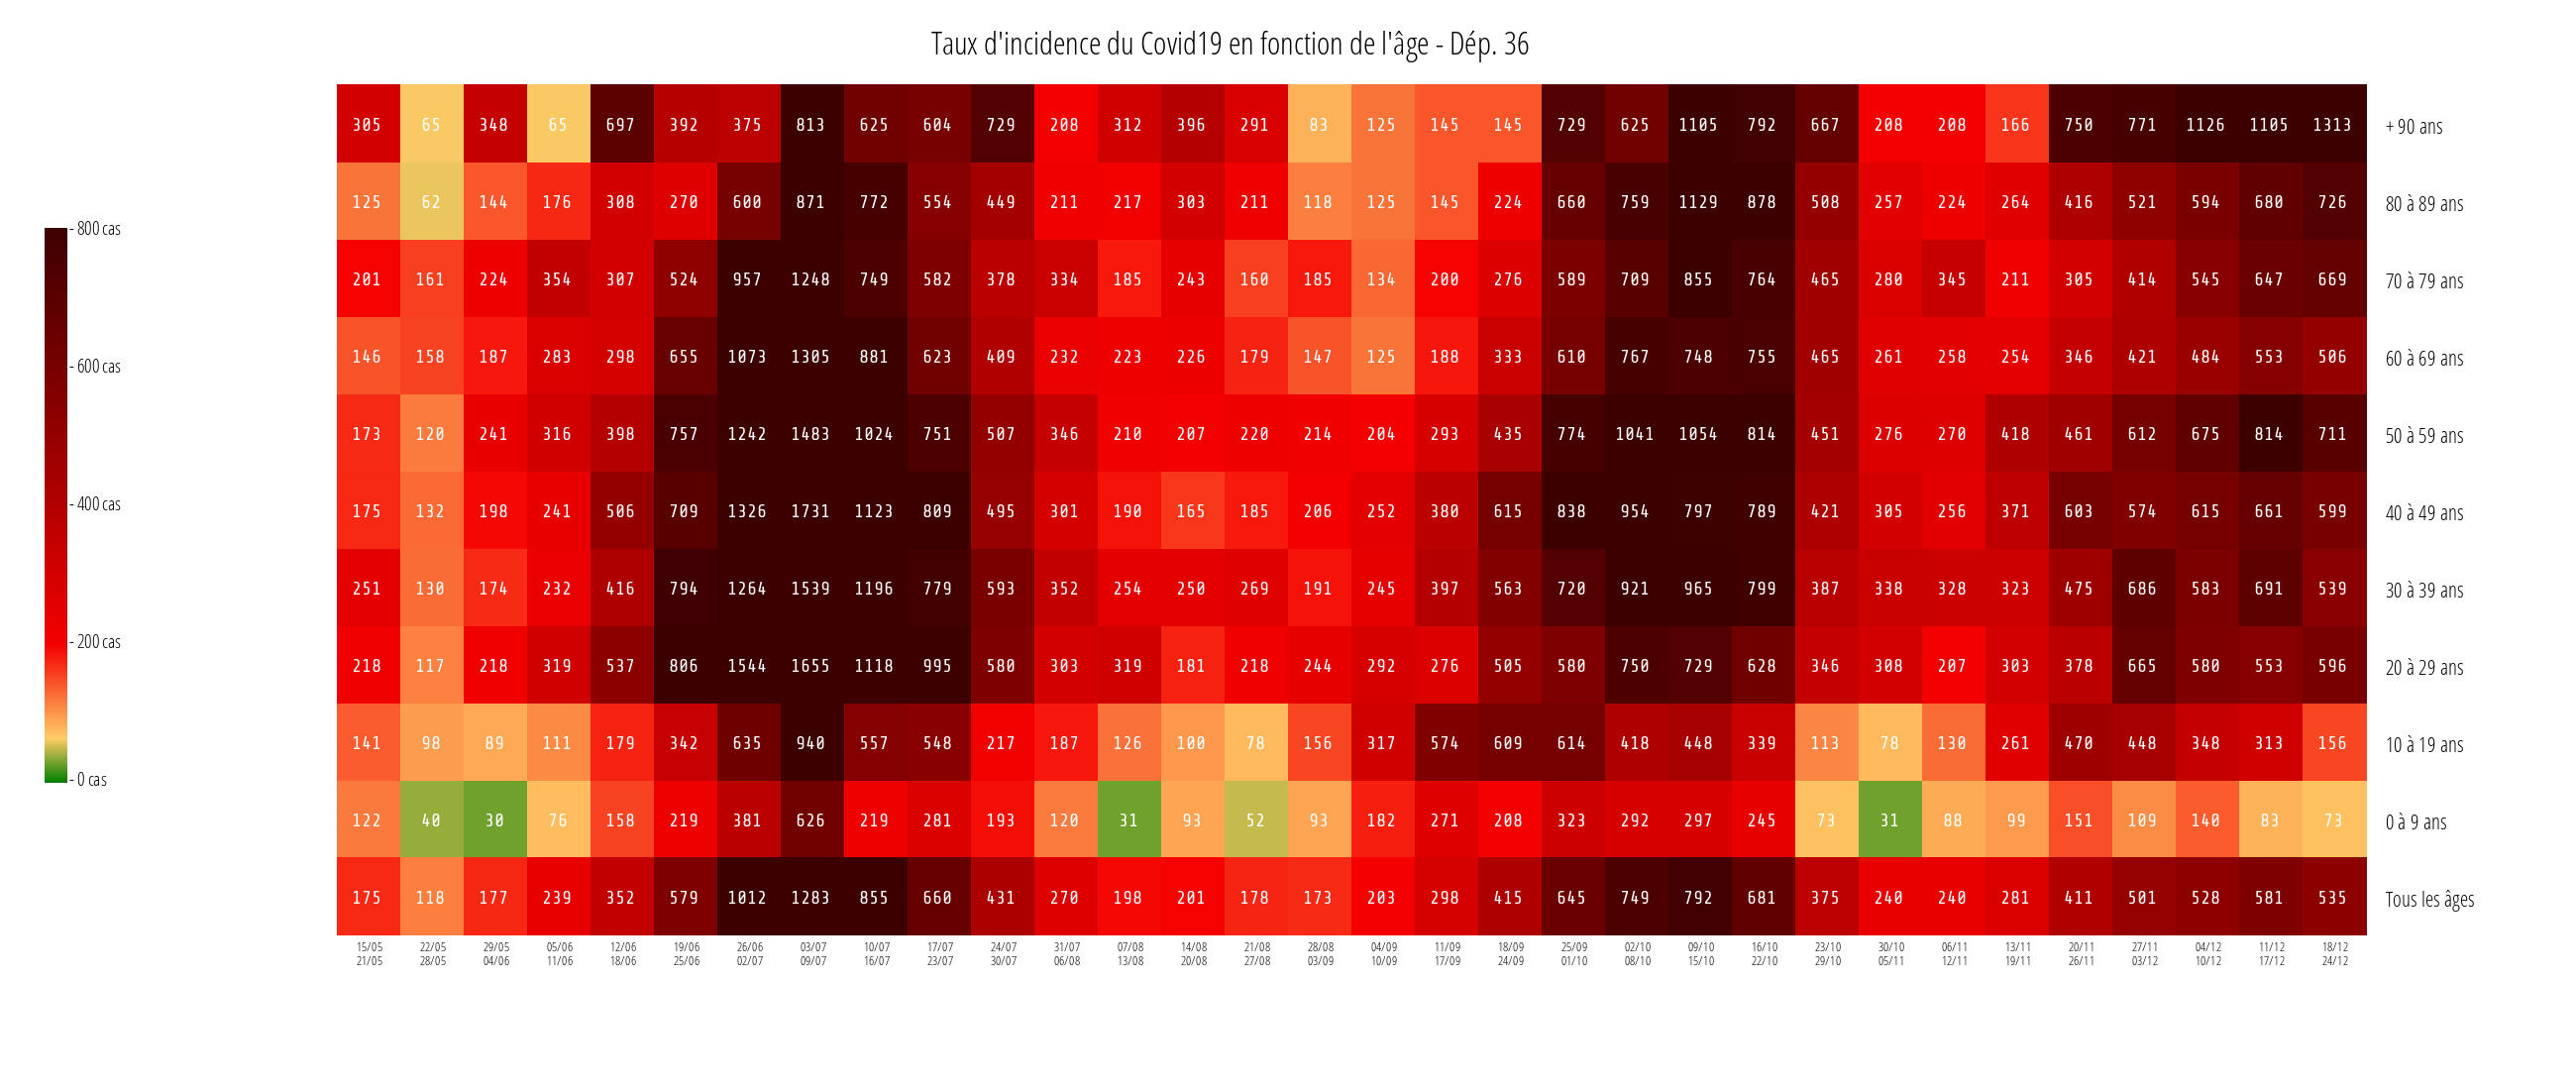 Taux d'incidence du Covid19 en fonction de l'âge - Dép. 36
- 800 cas
- 600 cas
- 400 cas
- 200 cas
- 0 cas
305 65 348 65 697 392 375 813 625 604 729 208 312 396 291 83 125 145 145 729 625 1105 792 667 208 208 166 750 771 1126 1105 1313 + 90 ans
125 62 144 176 308 270 600 871 772 554 449 211 217 303 211 118 125 145 224 660 759 1129 878 508 257 224 264 416 521 594 680 726 80 à 89 ans
201 161 224 354 307 524 957 1248 749 582 378 334 185 243 160 185 134 200 276 589 709 855 764 465 280 345 211 305 414 545 647 669 70 à 79 ans
146 158 187 283 298 655 1073 1305 881 623 409 232 223 226 179 147 125 188 333 610 767 748 755 465 261 258 254 346 421 484 553 506 60 à 69 ans
173 120 241 316 398 757 1242 1483 1024 751 507 346 210 207 220 214 204 293 435 774 1041 1054 814 451 276 270 418 461 612 675 814 711 50 à 59 ans
175 132 198 241 506 709 1326 1731 1123 809 495 301 190 165 185 206 252 380 615 838 954 797 789 421 305 256 371 603 574 615 661 599 40 à 49 ans
251 130 174 232 416 794 1264 1539 1196 779 593 352 254 250 269 191 245 397 563 720 921 965 799 387 338 328 323 475 686 583 691 539 30 à 39 ans
218 117 218 319 537 806 1544 1655 1118 995 580 303 319 181 218 244 292 276 505 580 750 729 628 346 308 207 303 378 665 580 553 596 20 à 29 ans
141 98 89 111 179 342 635 940 557 548 217 187 126 100 78 156 317 574 609 614 418 448 339 113 78 130 261 470 448 348 313 156 10 à 19 ans
122 40 30 76 158 219 381 626 219 281 193 120 31 93 52 93 182 271 208 323 292 297 245 73 31 88 99 151 109 140 83 73 0 à 9 ans
175 118 177 239 352 579 1012 1283 855 660 431 270 198 201 178 173 203 298 415 645 749 792 681 375 240 240 281 411 501 528 581 535 Tous les âges
15/05 22/05 29/05 05/06 12/06 19/06 26/06 03/07 10/07 17/07 24/07 31/07 07/08 14/08 21/08 28/08 04/09 11/09 18/09 25/09 02/10 09/10 16/10 23/10 30/10 06/11 13/11 20/11 27/11 04/12 11/12 18/12
21/05 28/05 04/06 11/06 18/06 25/06 02/07 09/07 16/07 23/07 30/07 06/08 13/08 20/08 27/08 03/09 10/09 17/09 24/09 01/10 08/10 15/10 22/10 29/10 05/11 12/11 19/11 26/11 03/12 10/12 17/12 24/12